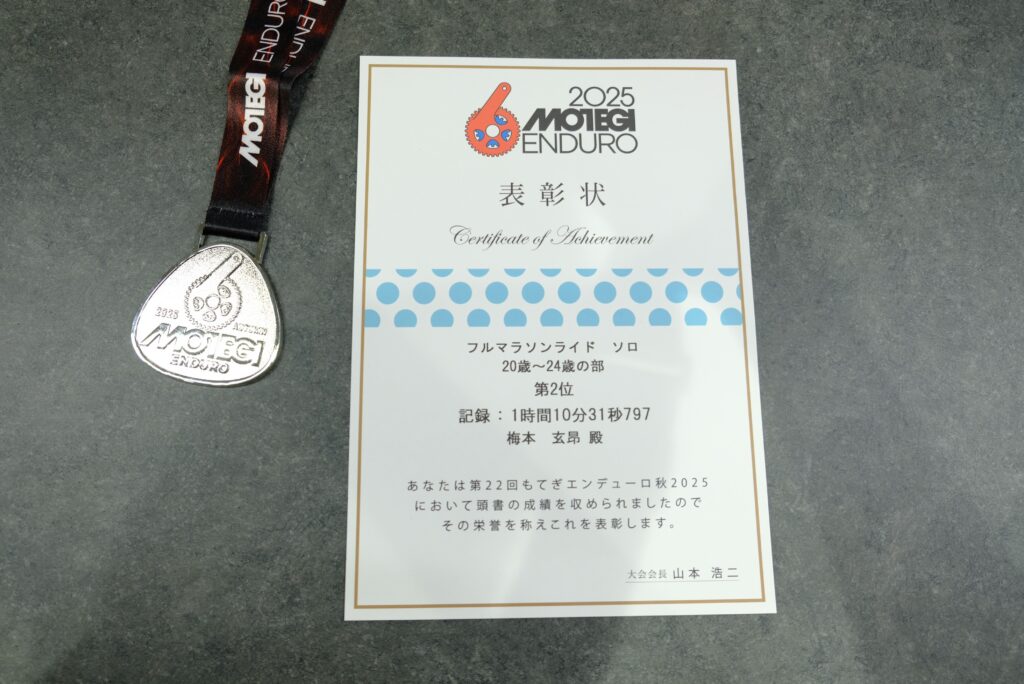 MOTEGI ENDURO
ENDURO
2025 AUTUMN
MOTEGI
ENDURO
2025
MOTEGI
ENDURO
表彰状
Certificate of Achievement
フルマラソンライド ソロ
20歳〜24歳の部
第2位
記録：1時間10分31秒797
梅本 玄昂 殿
あなたは第22回もてぎエンデューロ秋2025
において頭書の成績を収められましたので
その栄誉を称えこれを表彰します。
大会会長 山本 浩二